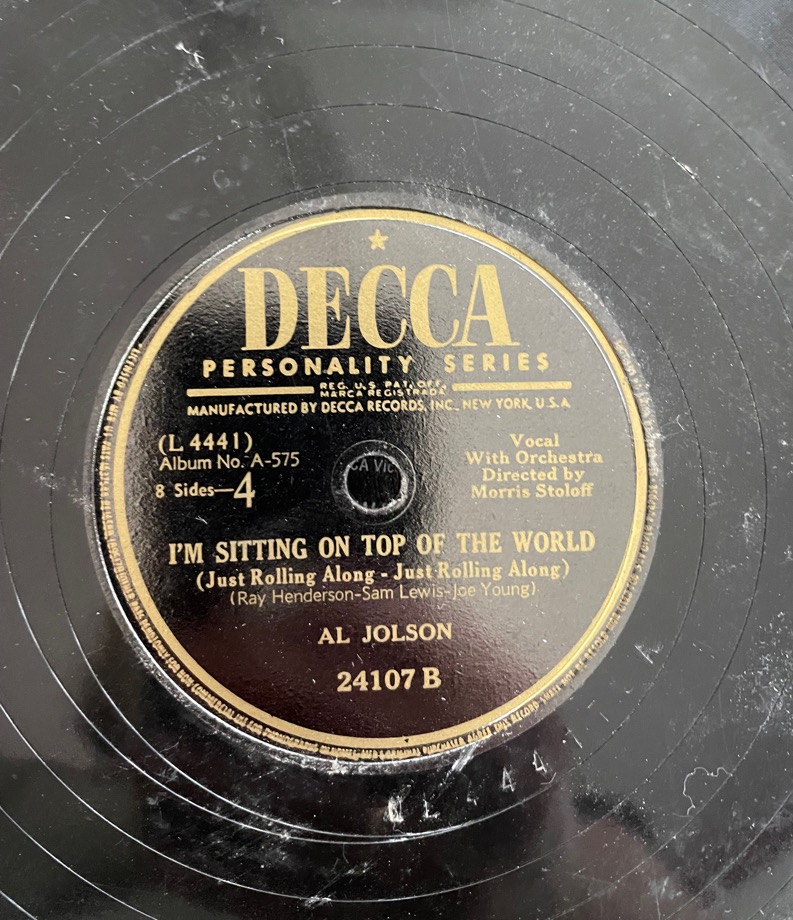 DECCA
PERSONALITY SERIES
REG. U.S. PAT. OFF.
MARCA REGISTRADA
MANUFACTURED BY DECCA RECORDS, INC., NEW YORK, U.S.A.
(L 4441)
Album No. A-575
8 Sides—4
Vocal
With Orchestra
Directed by
Morris Stoloff
I'M SITTING ON TOP OF THE WORLD
(Just Rolling Along - Just Rolling Along)
(Ray Henderson-Sam Lewis-Joe Young)
AL JOLSON
24107 B